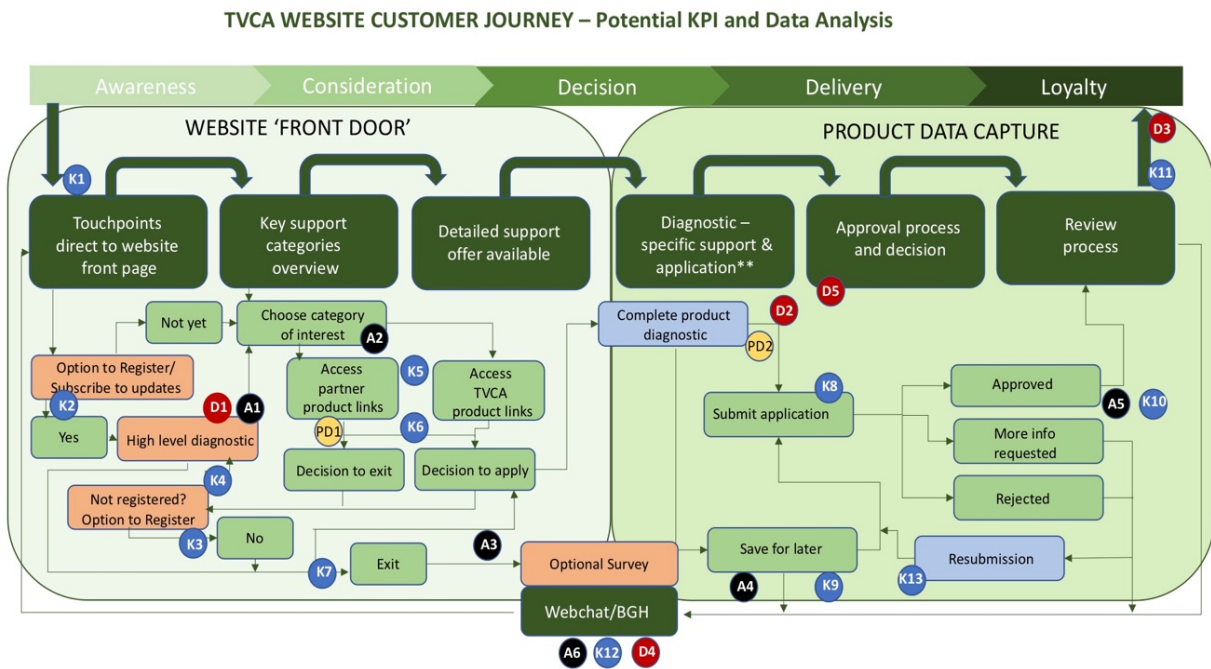 TVCA WEBSITE CUSTOMER JOURNEY – Potential KPI and Data Analysis
Awareness
Consideration
Decision
Delivery
Loyalty
WEBSITE ‘FRONT DOOR’
PRODUCT DATA CAPTURE
D3
K1
K11
Touchpoints
direct to website
front page
Key support
categories
overview
Detailed support
offer available
Diagnostic –
specific support &
application**
Approval process
and decision
Review
process
D5
Not yet
Choose category
of interest
A2
Complete product
diagnostic
D2
PD2
Option to Register/
Subscribe to updates
K2
D1
A1
Access
partner
product links
K5
Access
TVCA
product links
K8
Approved
A5
K10
Submit application
Yes
High level diagnostic
PD1
K6
More info
requested
K4
Decision to exit
Decision to apply
Rejected
Not registered?
Option to Register
K3
No
A3
K7
Exit
Optional Survey
Save for later
A4
K9
Resubmission
K13
Webchat/BGH
A6
K12
D4